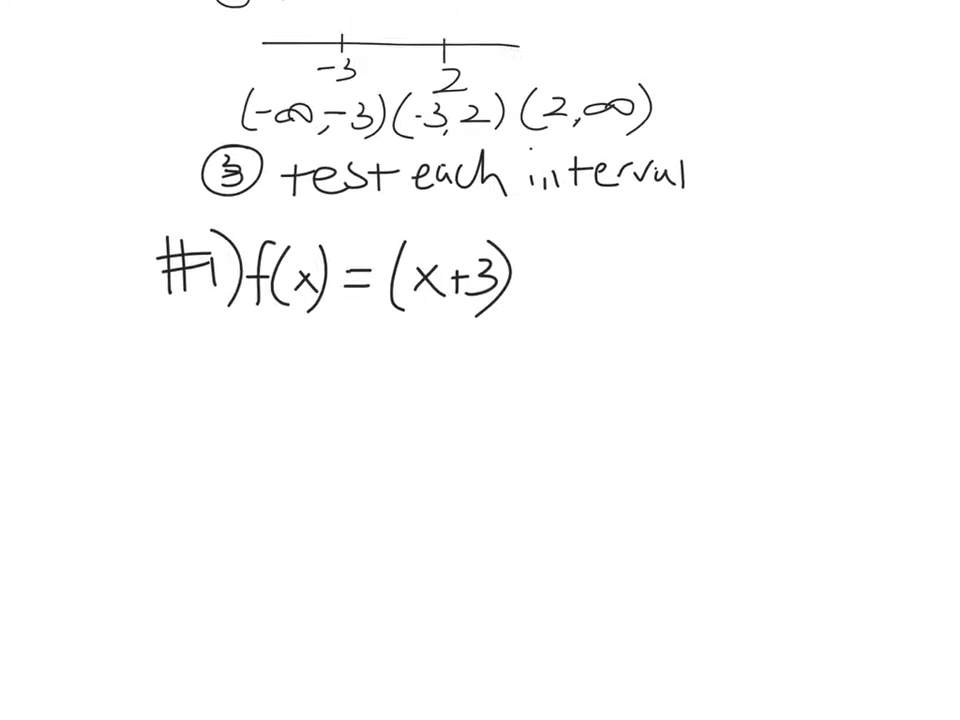 -3 2
(-∞,-3)(-3,2)(2,∞)
③ test each interval
#1)f(x)=(x+3)